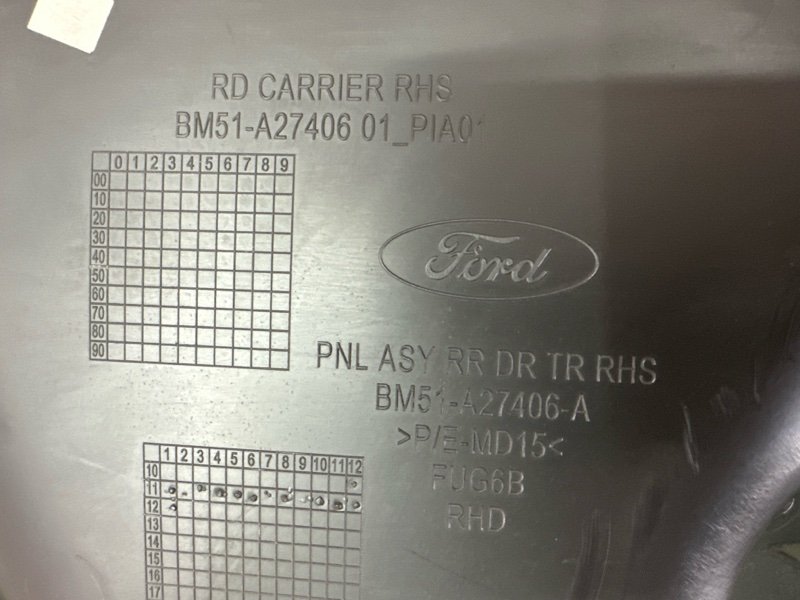 RD CARRIER RHS
BM51-A27406 01_PIA01
0 1 2 3 4 5 6 7 8 9
00
10
20
30
40
50
60
70
80
90
Ford
PNL ASY RR DR TR RHS
BM51-A27406-A
>P/E-MD15<
FUG6B
RHD
1 2 3 4 5 6 7 8 9 10 11 12
10
11
12
13
14
15
16
17